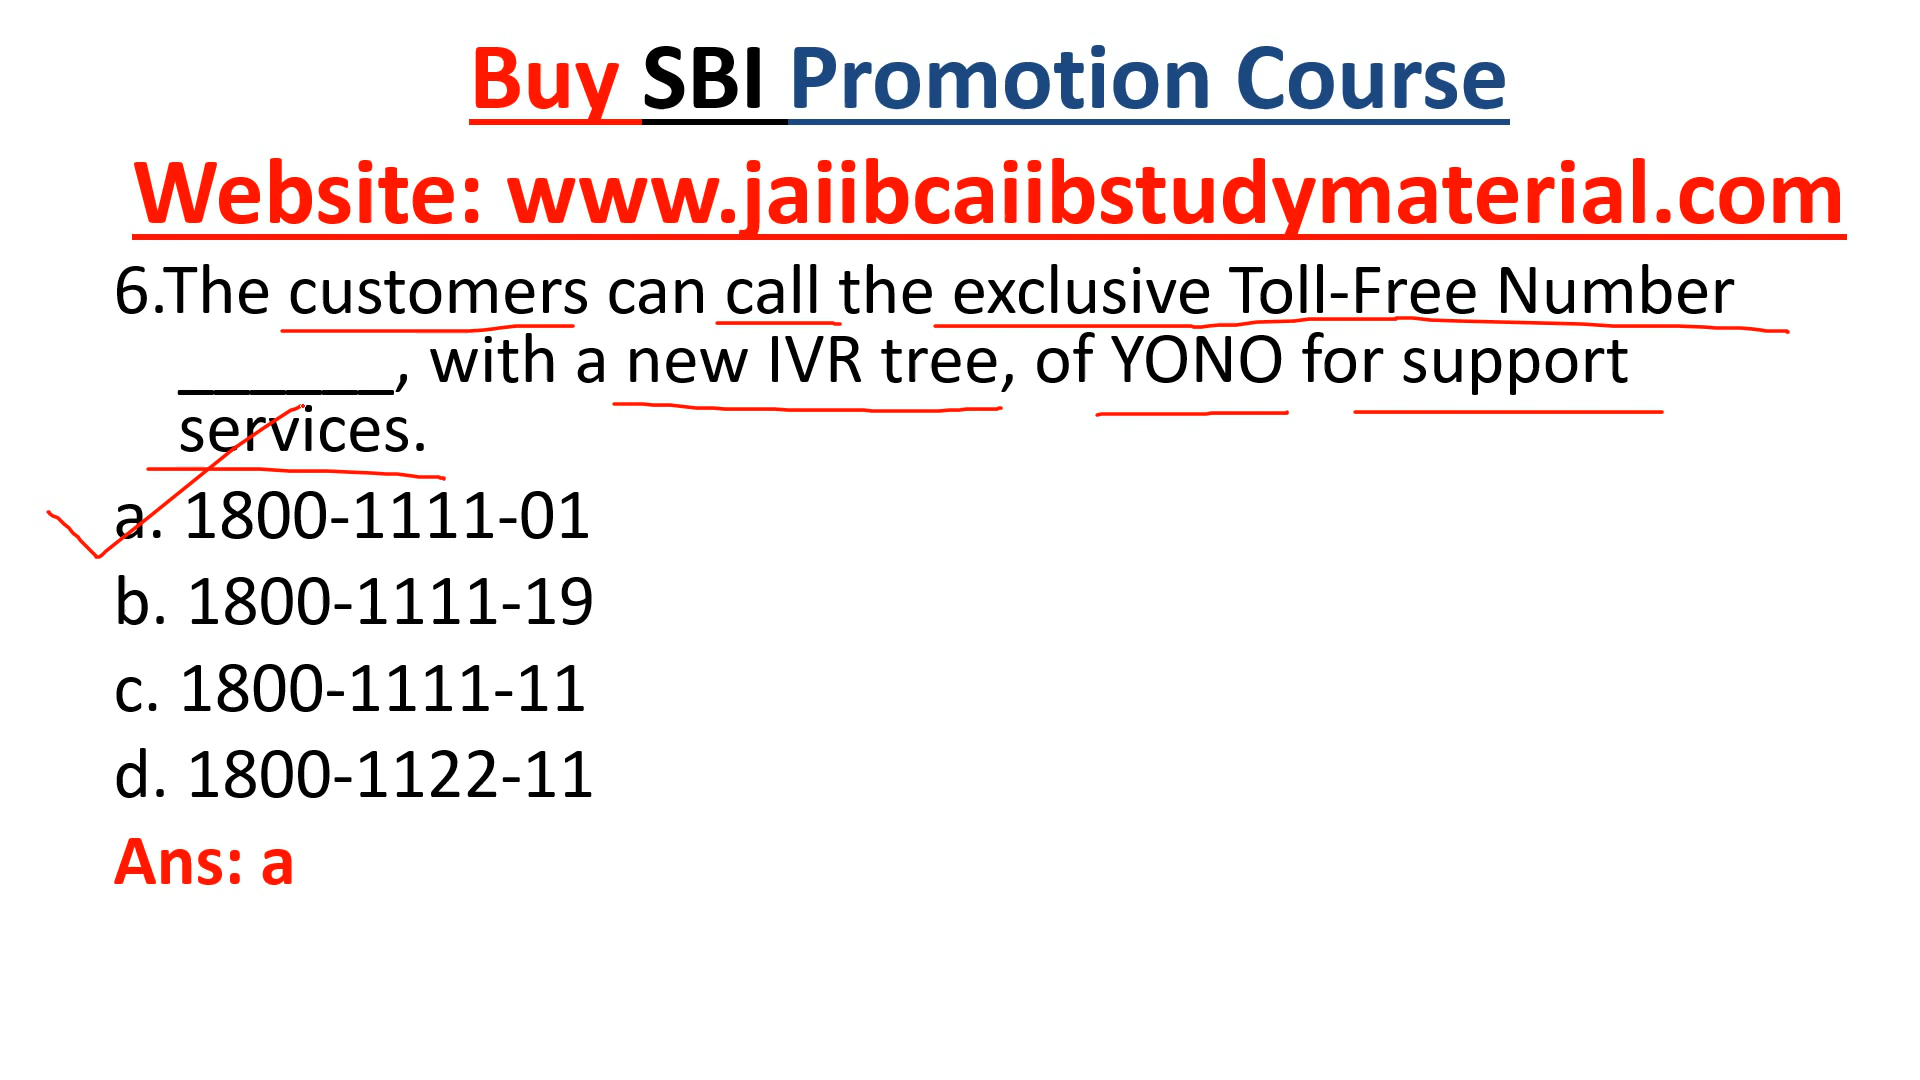 Buy SBI Promotion Course
Website: www.jaiibcaiibstudymaterial.com
6.The customers can call the exclusive Toll-Free Number
______, with a new IVR tree, of YONO for support
services.
a. 1800-1111-01
b. 1800-1111-19
c. 1800-1111-11
d. 1800-1122-11
Ans: a